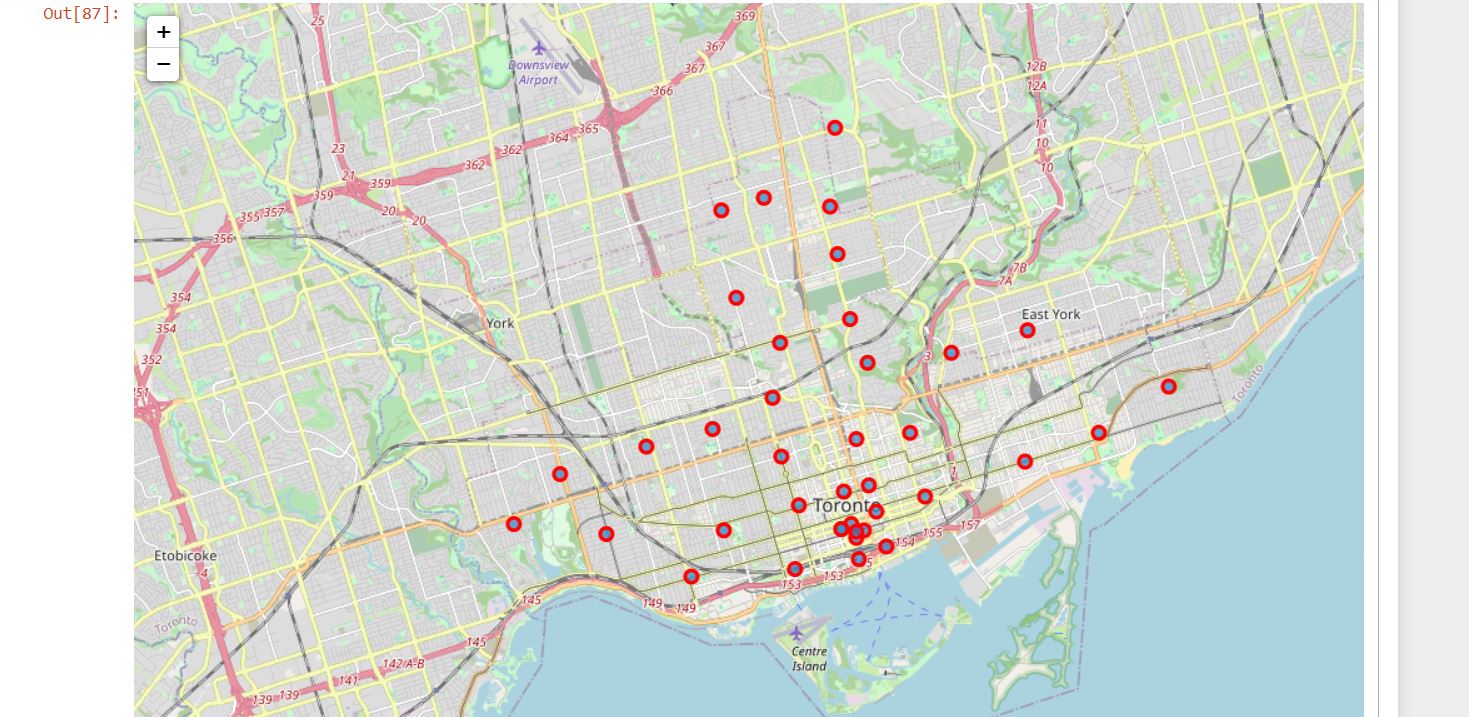 Out[87]:
+
−
25
369
367
367
366
Downsview
Airport
12B
12A
365
364
362
362
11
10
10
23
21
359
359
20
20
355
357
356
354
354
352
351
7B
7A
York
East York
3
Toronto
1
Toronto
157
155
154
5
153
153
Etobicoke
4
145
149
149
145
Toronto
142/A-B
141
139
139
Centre
Island